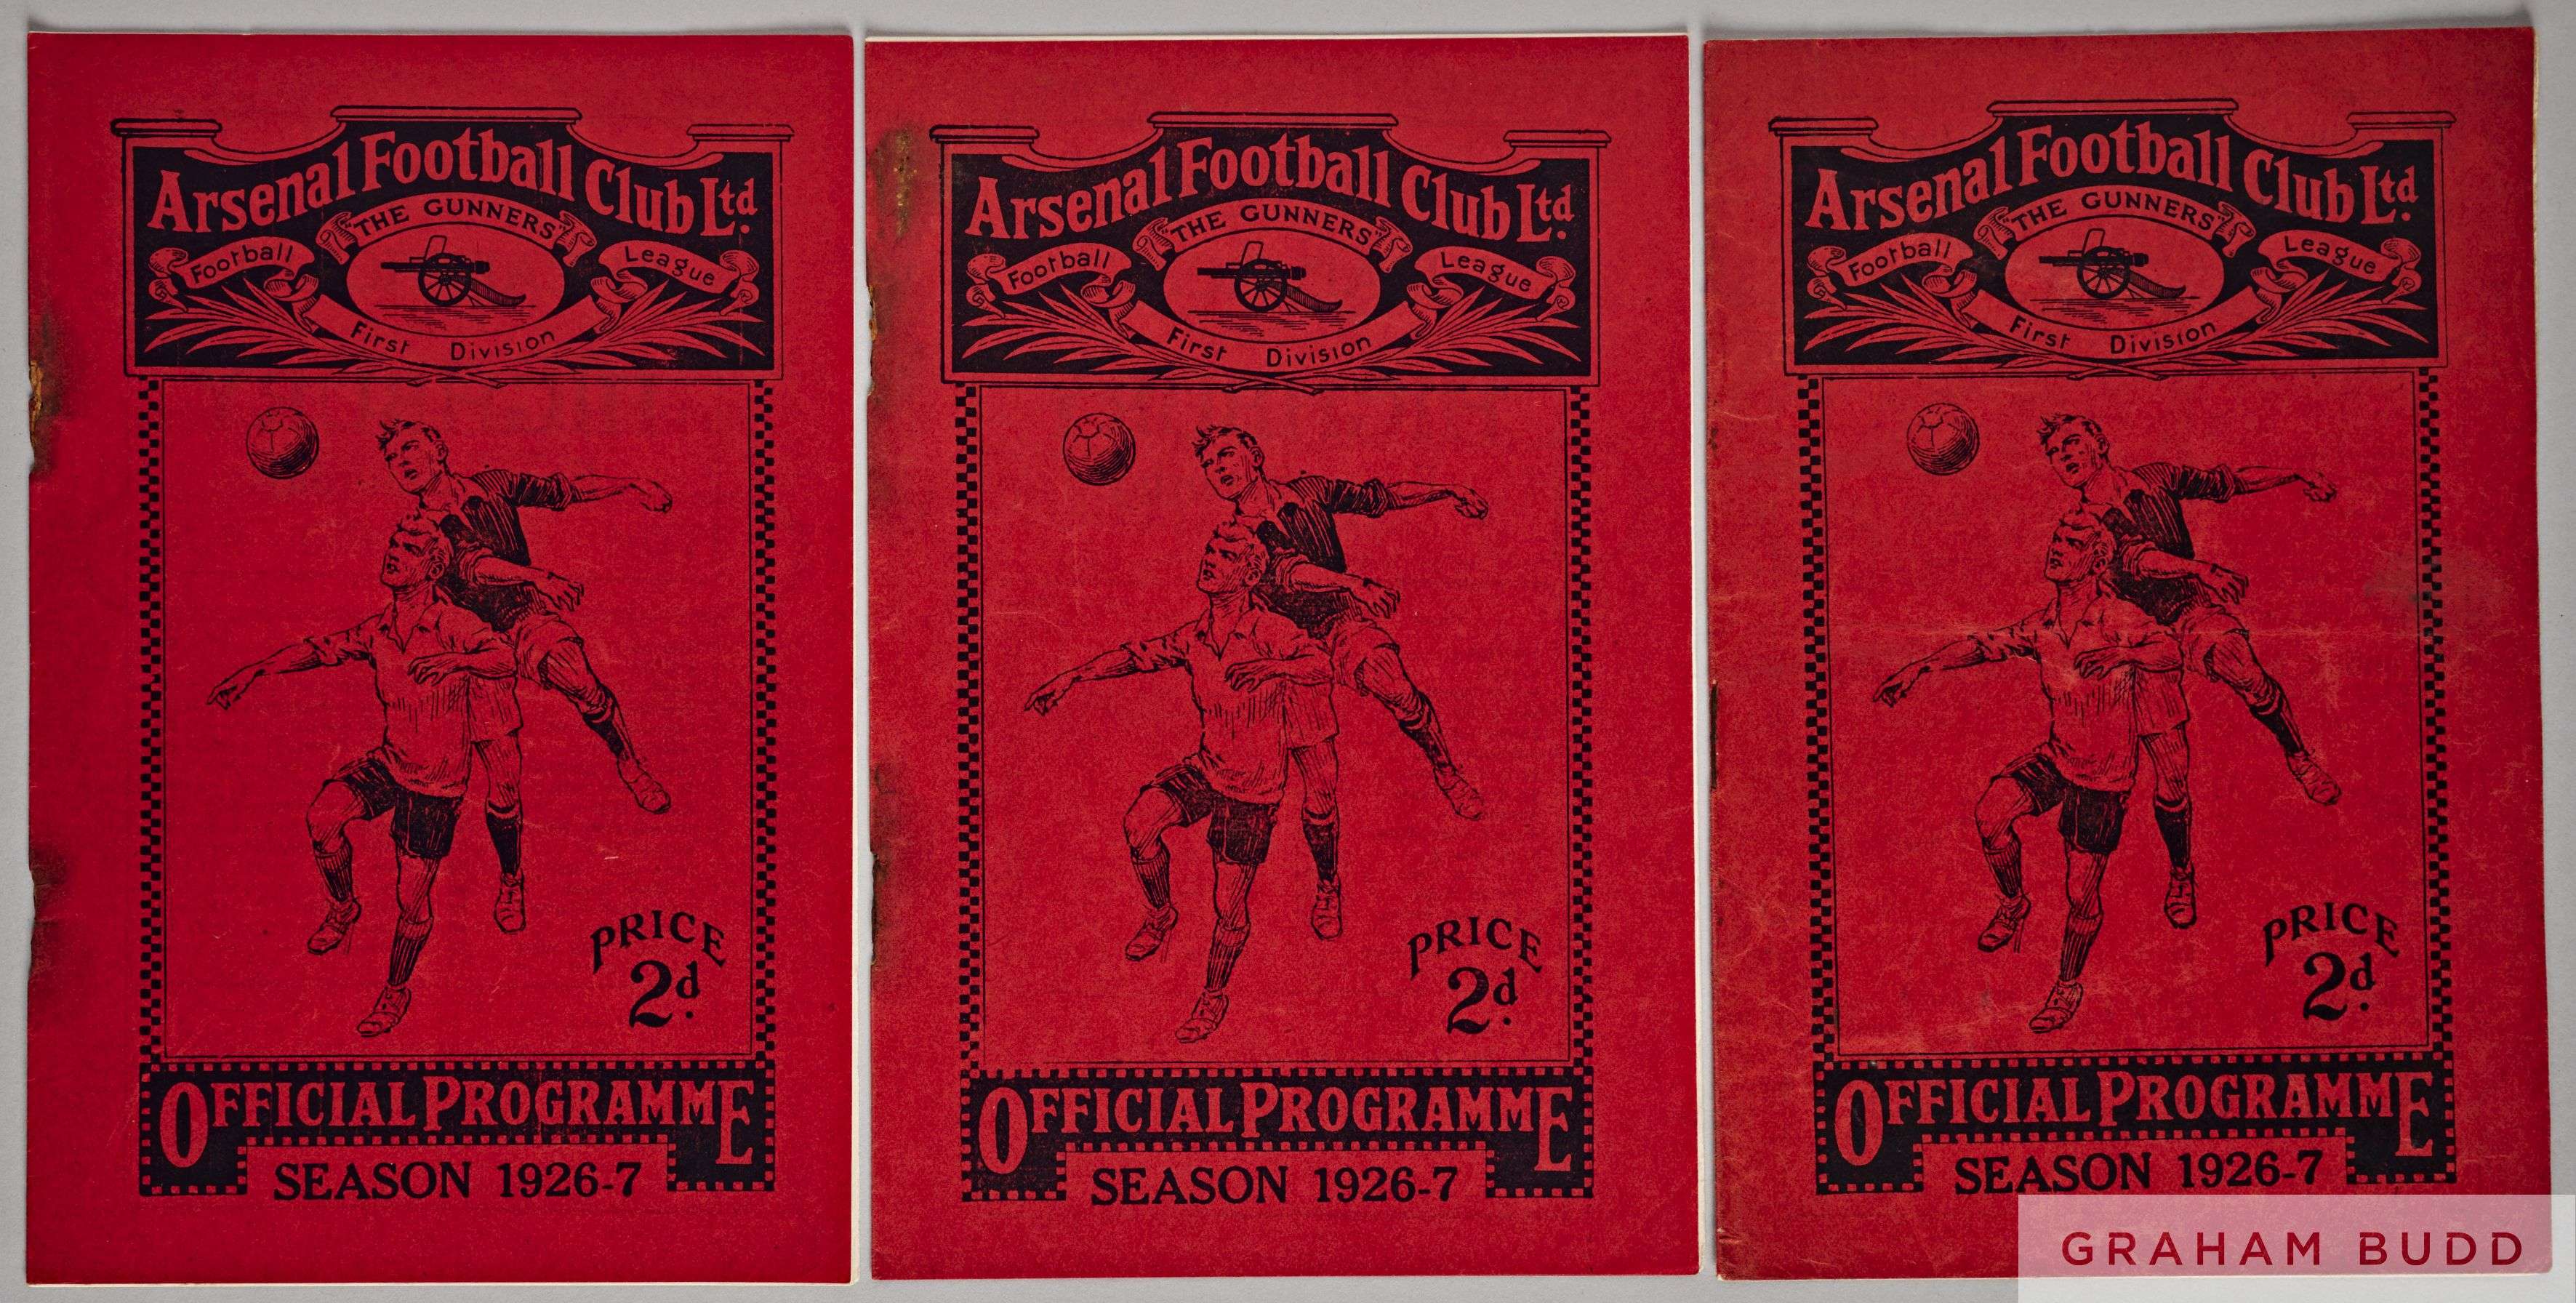 Arsenal Football Club Ltd.
"THE GUNNERS"
Football League
First Division
PRICE
2d.
OFFICIAL PROGRAMME
SEASON 1926-7
Arsenal Football Club Ltd.
"THE GUNNERS"
Football League
First Division
PRICE
2d.
OFFICIAL PROGRAMME
SEASON 1926-7
Arsenal Football Club Ltd.
"THE GUNNERS"
Football League
First Division
PRICE
2d.
OFFICIAL PROGRAMME
SEASON 1926-7
GRAHAM BUDD